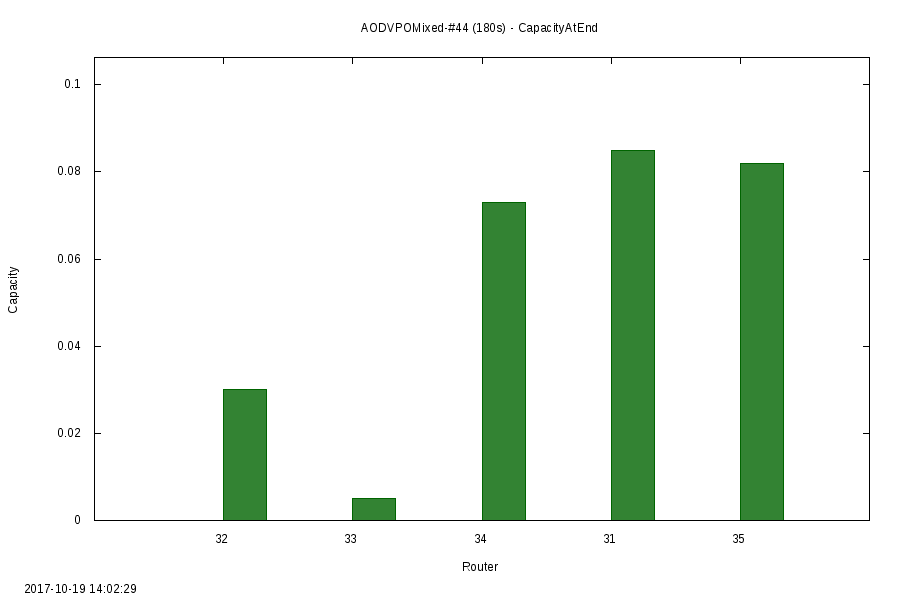 AODVPOMixed-#44 (180s) - CapacityAtEnd
0.1
0.08
0.06
0.04
0.02
0
Capacity
32 33 34 31 35
Router
2017-10-19 14:02:29